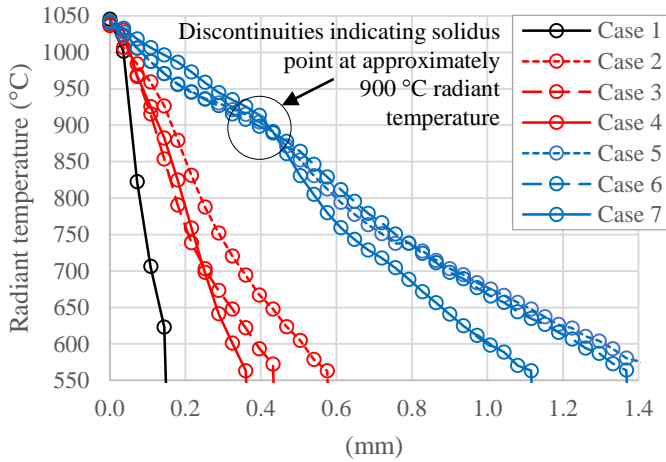 1050
1000
950
900
850
800
750
700
650
600
550
Radiant temperature (°C)
Discontinuities indicating solidus
point at approximately
900 °C radiant
temperature
Case 1
Case 2
Case 3
Case 4
Case 5
Case 6
Case 7
0.0 0.2 0.4 0.6 0.8 1.0 1.2 1.4
(mm)